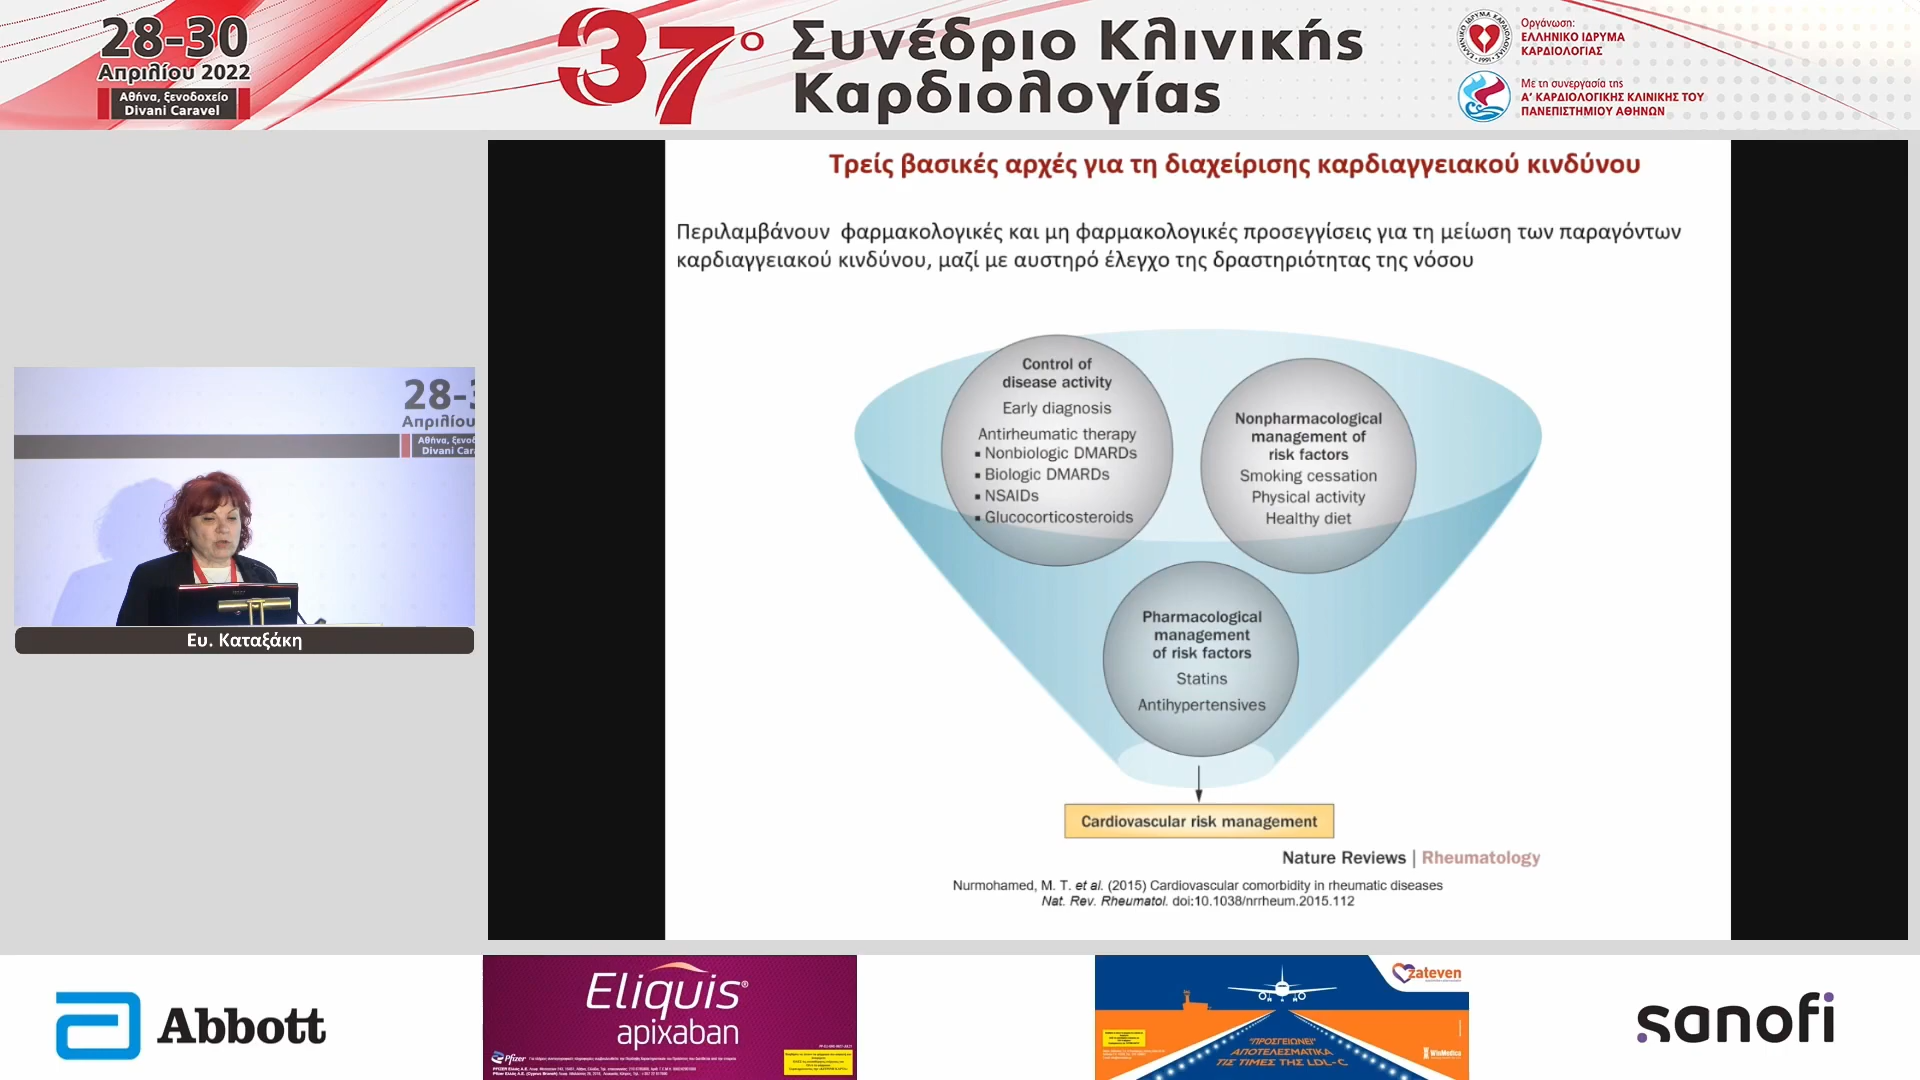 28-30
Απριλίου 2022
Αθήνα, ξενοδοχείο
Divani Caravel
37ο Συνέδριο Κλινικής
Καρδιολογίας
Οργάνωση:
ΕΛΛΗΝΙΚΟ ΙΔΡΥΜΑ
ΚΑΡΔΙΟΛΟΓΙΑΣ
Με τη συνεργασία της
Α' ΚΑΡΔΙΟΛΟΓΙΚΗΣ ΚΛΙΝΙΚΗΣ ΤΟΥ
ΠΑΝΕΠΙΣΤΗΜΙΟΥ ΑΘΗΝΩΝ
Τρείς βασικές αρχές για τη διαχείρισης καρδιαγγειακού κινδύνου
Περιλαμβάνουν φαρμακολογικές και μη φαρμακολογικές προσεγγίσεις για τη μείωση των παραγόντων
καρδιαγγειακού κινδύνου, μαζί με αυστηρό έλεγχο της δραστηριότητας της νόσου
Control of
disease activity
Early diagnosis
Antirheumatic therapy
▪ Nonbiologic DMARDs
▪ Biologic DMARDs
▪ NSAIDs
▪ Glucocorticosteroids
Nonpharmacological
management of
risk factors
Smoking cessation
Physical activity
Healthy diet
Pharmacological
management
of risk factors
Statins
Antihypertensives
Cardiovascular risk management
Nature Reviews | Rheumatology
Nurmohamed, M. T. et al. (2015) Cardiovascular comorbidity in rheumatic diseases
Nat. Rev. Rheumatol. doi:10.1038/nrrheum.2015.112
28-3
Απριλίου
Αθήνα, ξενοδ
Divani Car
Ευ. Καταξάκη
Abbott
Eliquis®
apixaban
Pfizer
zateven
"ΠΡΟΣΓΕΙΩΝΕΙ"
ΑΠΟΤΕΛΕΣΜΑΤΙΚΑ
ΤΙΣ ΤΙΜΕΣ ΤΗΣ LDL-C
WinMedica
sanofi